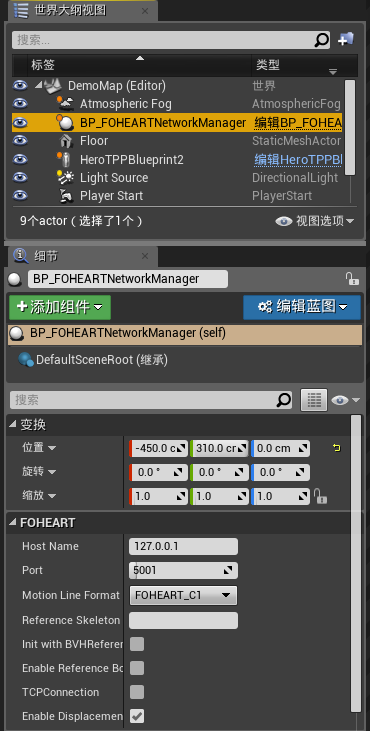 世界大纲视图
搜索...
标签 类型
DemoMap (Editor) 世界
Atmospheric Fog AtmosphericFog
BP_FOHEARTNetworkManager 编辑BP_FOHEA
Floor StaticMeshActor
HeroTPPBlueprint2 编辑HeroTPPBl
Light Source DirectionalLight
Player Start PlayerStart
9个actor（选择了1个） 视图选项
细节
BP_FOHEARTNetworkManager
+添加组件 编辑蓝图
BP_FOHEARTNetworkManager (self)
DefaultSceneRoot (继承)
搜索
变换
位置 -450.0 c 310.0 cr 0.0 cm
旋转 0.0 ° 0.0 ° 0.0 °
缩放 1.0 1.0 1.0
FOHEART
Host Name 127.0.0.1
Port 5001
Motion Line Format FOHEART_C1
Reference Skeleton
Init with BVHReferer
Enable Reference Bo
TCPConnection
Enable Displacemen